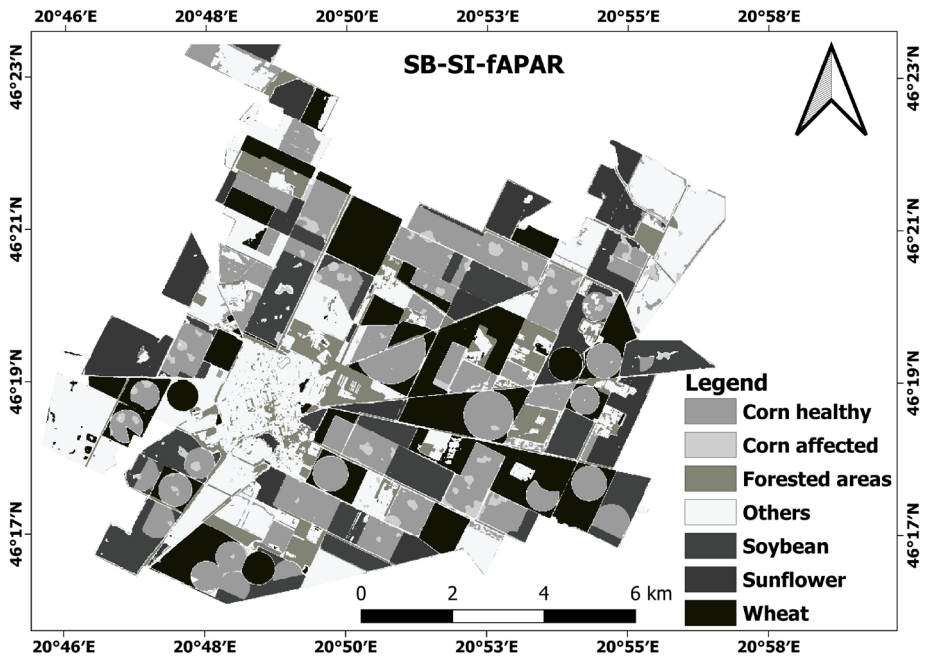 20°46′E 20°48′E 20°50′E 20°53′E 20°55′E 20°58′E
SB-SI-fAPAR
46°23′N 46°23′N
46°21′N 46°21′N
46°19′N 46°19′N
46°17′N 46°17′N
Legend
Corn healthy
Corn affected
Forested areas
Others
Soybean
Sunflower
Wheat
0 2 4 6 km
20°46′E 20°48′E 20°50′E 20°53′E 20°55′E 20°58′E